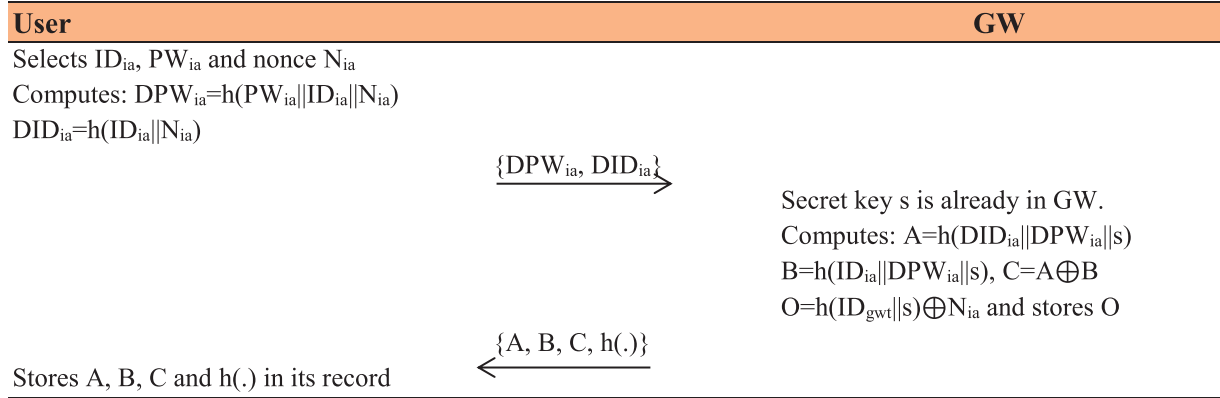 User GW
Selects IDia, PWia and nonce Nia
Computes: DPWia=h(PWia||IDia||Nia)
DIDia=h(IDia||Nia)
{DPWia, DIDia}
Secret key s is already in GW.
Computes: A=h(DIDia||DPWia||s)
B=h(IDia||DPWia||s), C=A⊕B
O=h(IDgwt||s)⊕Nia and stores O
{A, B, C, h(.)}
Stores A, B, C and h(.) in its record